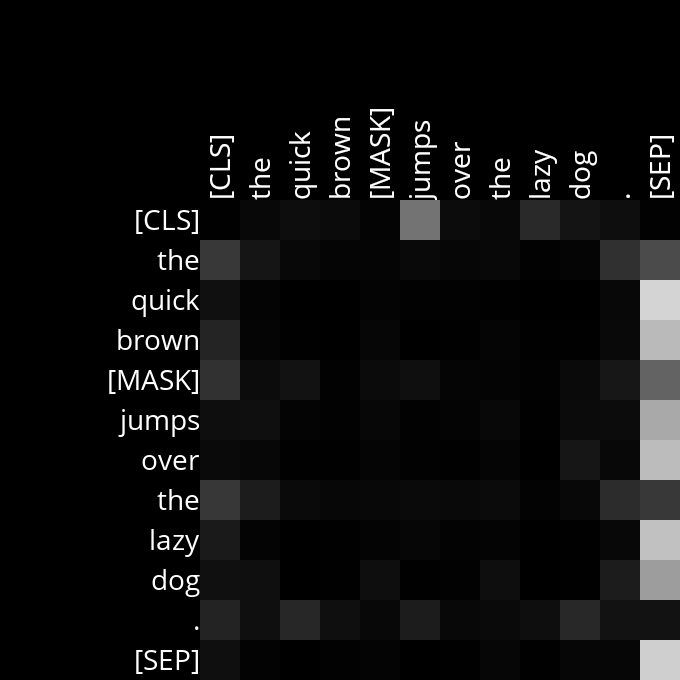 [CLS]
the
quick
brown
[MASK]
jumps
over
the
lazy
dog
.
[SEP]
[CLS]
the
quick
brown
[MASK]
jumps
over
the
lazy
dog
.
[SEP]